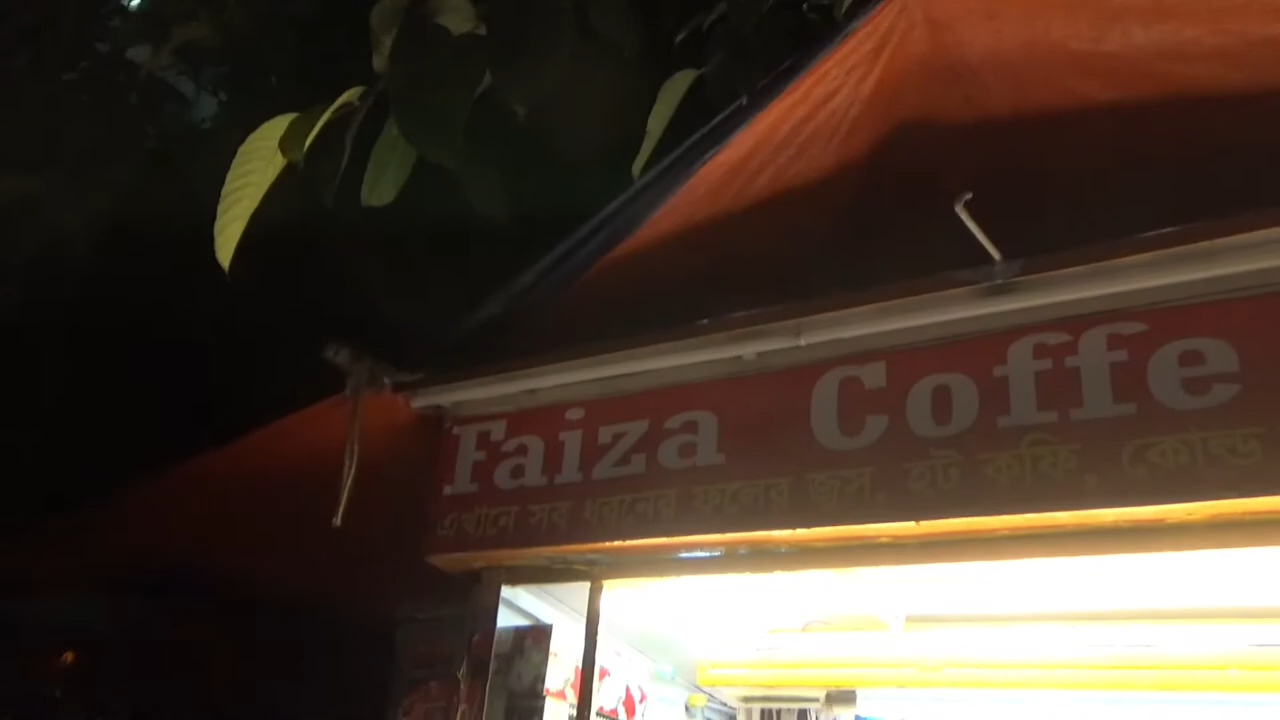 Faiza Coffe
এখানে সব ধরনের ফলের জুস, হট কফি, কোল্ড